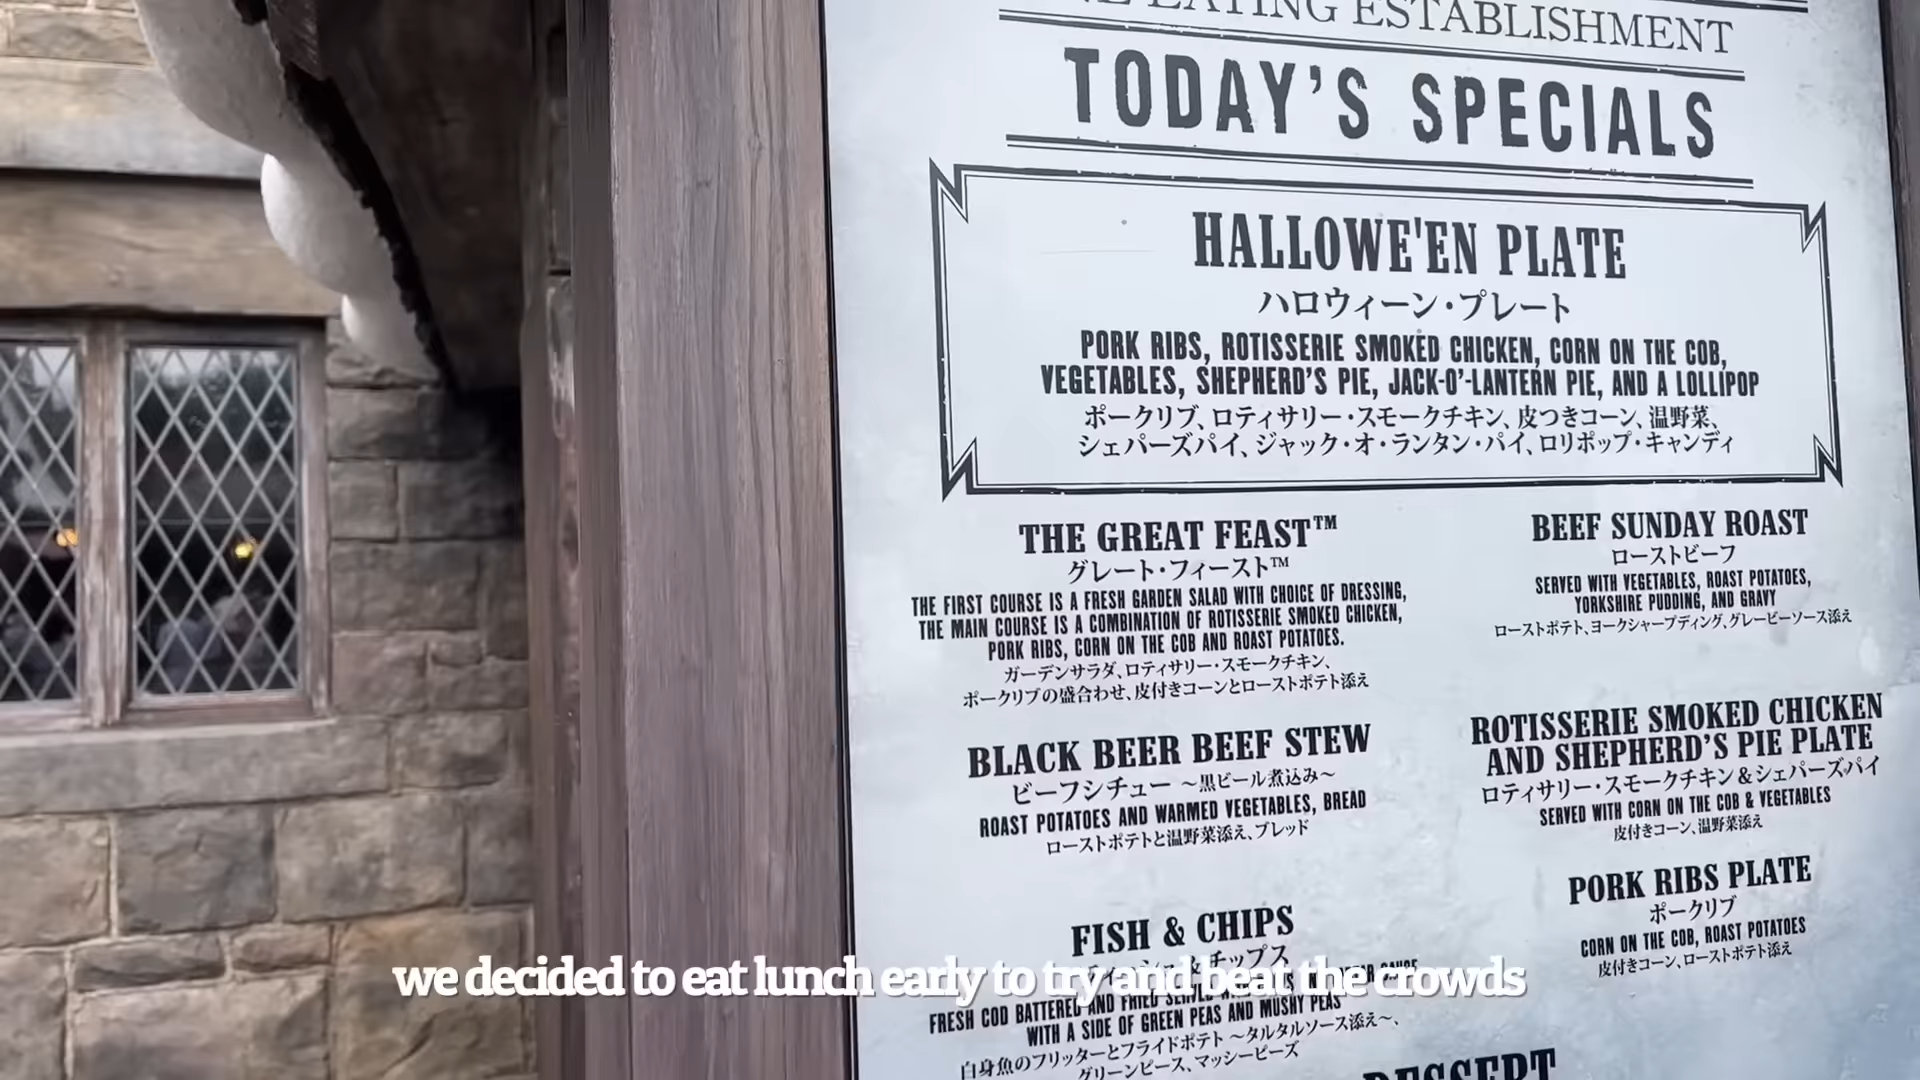 EATING ESTABLISHMENT
TODAY'S SPECIALS
HALLOWE'EN PLATE
ハロウィーン・プレート
PORK RIBS, ROTISSERIE SMOKED CHICKEN, CORN ON THE COB,
VEGETABLES, SHEPHERD'S PIE, JACK-O'-LANTERN PIE, AND A LOLLIPOP
ポークリブ、ロティサリー・スモークチキン、皮つきコーン、温野菜、
シェパーズパイ、ジャック・オ・ランタン・パイ、ロリポップ・キャンディ
THE GREAT FEAST™
グレート・フィースト™
THE FIRST COURSE IS A FRESH GARDEN SALAD WITH CHOICE OF DRESSING,
THE MAIN COURSE IS A COMBINATION OF ROTISSERIE SMOKED CHICKEN,
PORK RIBS, CORN ON THE COB AND ROAST POTATOES.
ガーデンサラダ、ロティサリー・スモークチキン、
ポークリブの盛合わせ、皮付きコーンとローストポテト添え
BLACK BEER BEEF STEW
ビーフシチュー ～黒ビール煮込み～
ROAST POTATOES AND WARMED VEGETABLES, BREAD
ローストポテトと温野菜添え、ブレッド
FISH & CHIPS
フィッシュ&チップス
FRESH COD BATTERED AND FRIED SERVED
WITH A SIDE OF GREEN PEAS AND MUSHY PEAS
白身魚のフリッターとフライドポテト ～タルタルソース添え～、
グリーンピース、マッシーピーズ
BEEF SUNDAY ROAST
ローストビーフ
SERVED WITH VEGETABLES, ROAST POTATOES,
YORKSHIRE PUDDING, AND GRAVY
ローストポテト、ヨークシャープディング、グレービーソース添え
ROTISSERIE SMOKED CHICKEN
AND SHEPHERD'S PIE PLATE
ロティサリー・スモークチキン&シェパーズパイ
SERVED WITH CORN ON THE COB & VEGETABLES
皮付きコーン、温野菜添え
PORK RIBS PLATE
ポークリブ
CORN ON THE COB, ROAST POTATOES
皮付きコーン、ローストポテト添え
DESSERT
we decided to eat lunch early to try and beat the crowds